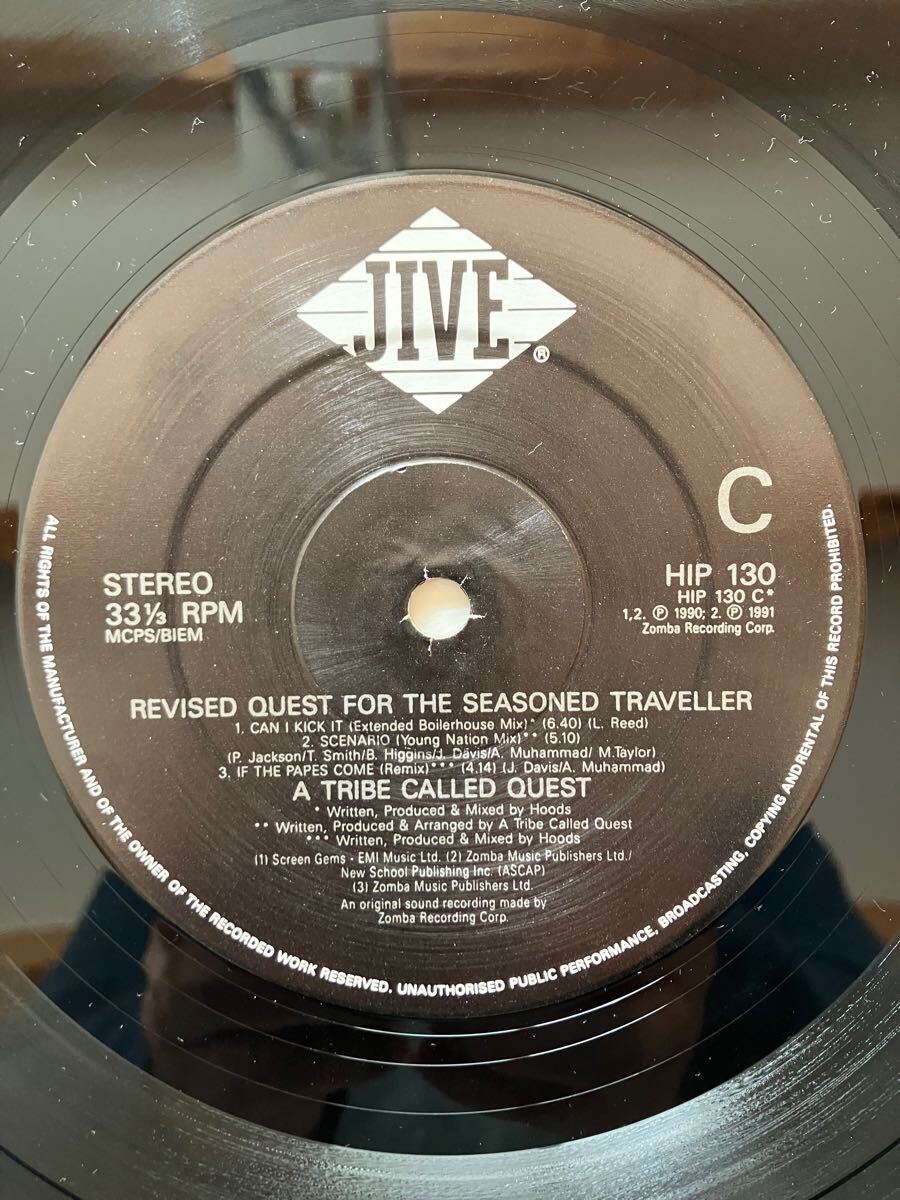 JIVE
®
C
STEREO
33⅓ RPM
MCPS/BIEM
HIP 130
HIP 130 C*
1,2. ℗ 1990; 2. ℗ 1991
Zomba Recording Corp.
REVISED QUEST FOR THE SEASONED TRAVELLER
1. CAN I KICK IT (Extended Boilerhouse Mix)* (6.40) (L. Reed)
2. SCENARIO (Young Nation Mix)** (5.10)
(P. Jackson/T. Smith/B. Higgins/J. Davis/A. Muhammad/ M.Taylor)
3. IF THE PAPES COME (Remix)*** (4.14) (J. Davis/A. Muhammad)
A TRIBE CALLED QUEST
* Written, Produced & Mixed by Hoods
** Written, Produced & Arranged by A Tribe Called Quest
*** Written, Produced & Mixed by Hoods
(1) Screen Gems - EMI Music Ltd. (2) Zomba Music Publishers Ltd./
New School Publishing Inc. (ASCAP)
(3) Zomba Music Publishers Ltd.
An original sound recording made by
Zomba Recording Corp.
ALL RIGHTS OF THE MANUFACTURER AND OF THE OWNER OF THE RECORDED WORK RESERVED. UNAUTHORISED PUBLIC PERFORMANCE, BROADCASTING, COPYING AND RENTAL OF THIS RECORD PROHIBITED.